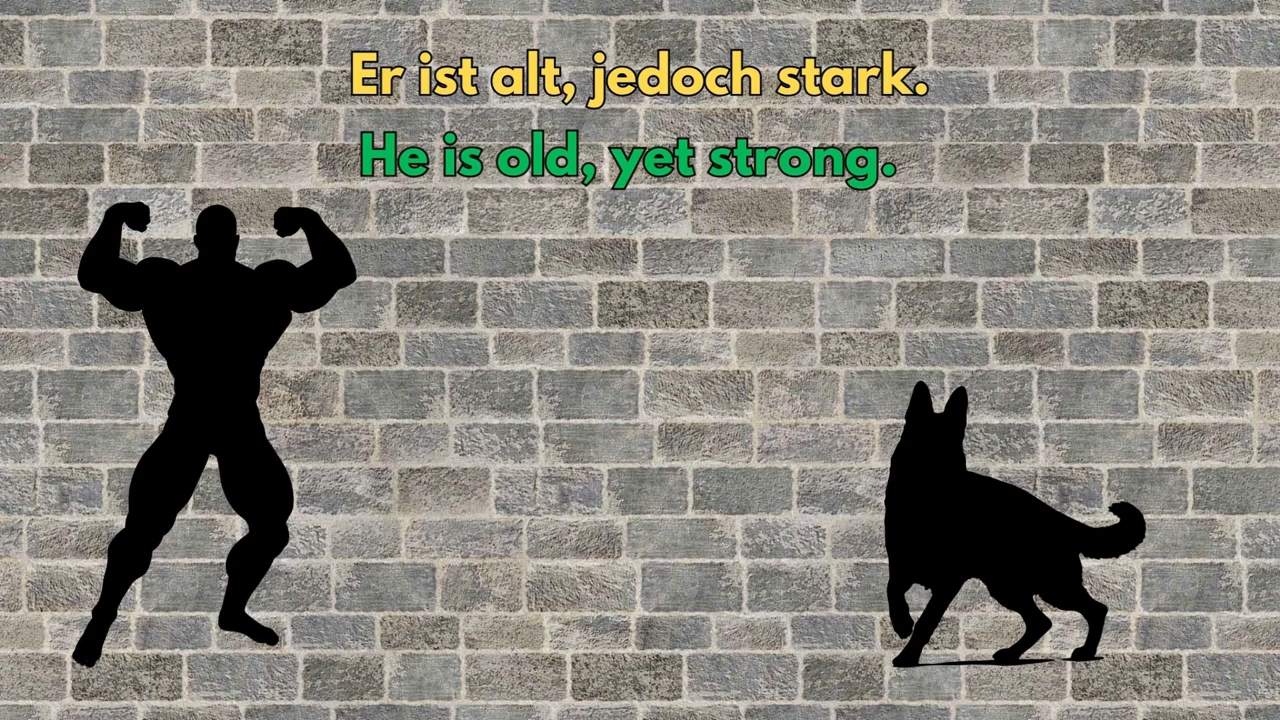 Er ist alt, jedoch stark.
He is old, yet strong.